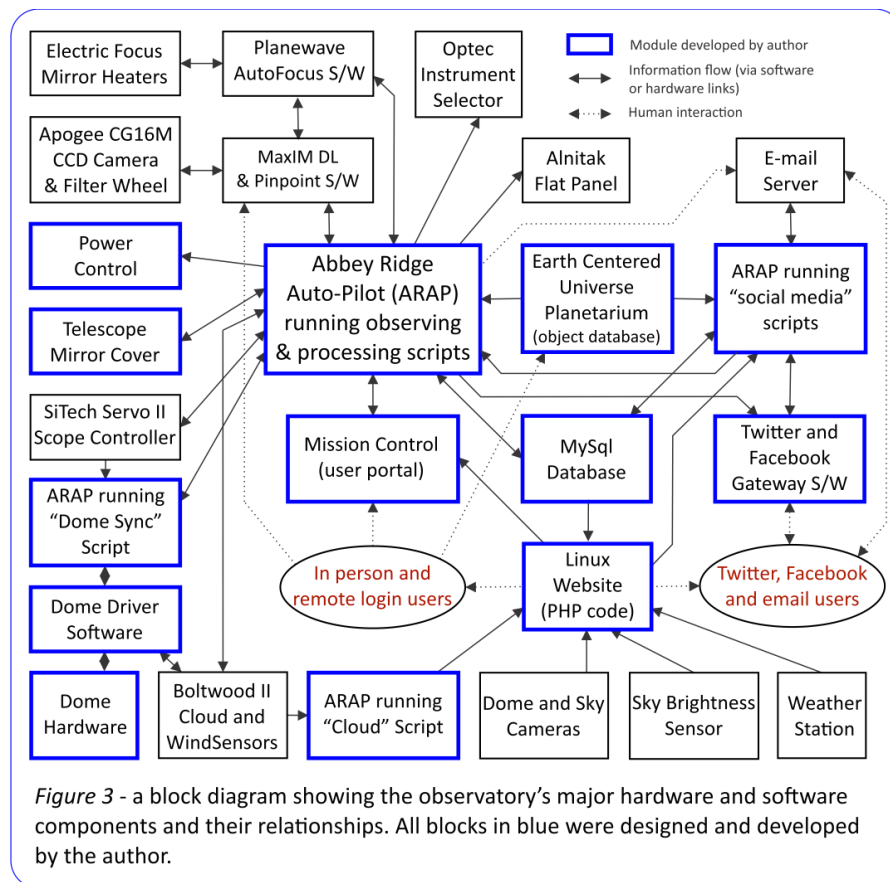 Electric Focus
Mirror Heaters
Planewave
AutoFocus S/W
Optec
Instrument
Selector
Module developed by author
Information flow (via software
or hardware links)
Human interaction
Apogee CG16M
CCD Camera
& Filter Wheel
MaxIM DL
& Pinpoint S/W
Alnitak
Flat Panel
E-mail
Server
Power
Control
Abbey Ridge
Auto-Pilot (ARAP)
running observing
& processing scripts
Earth Centered
Universe
Planetarium
(object database)
ARAP running
“social media”
scripts
Telescope
Mirror Cover
SiTech Servo II
Scope Controller
Mission Control
(user portal)
MySql
Database
Twitter and
Facebook
Gateway S/W
ARAP running
“Dome Sync”
Script
In person and
remote login users
Linux
Website
(PHP code)
Twitter, Facebook
and email users
Dome Driver
Software
Dome
Hardware
Boltwood II
Cloud and
WindSensors
ARAP running
“Cloud” Script
Dome and Sky
Cameras
Sky Brightness
Sensor
Weather
Station
Figure 3 - a block diagram showing the observatory’s major hardware and software
components and their relationships. All blocks in blue were designed and developed
by the author.